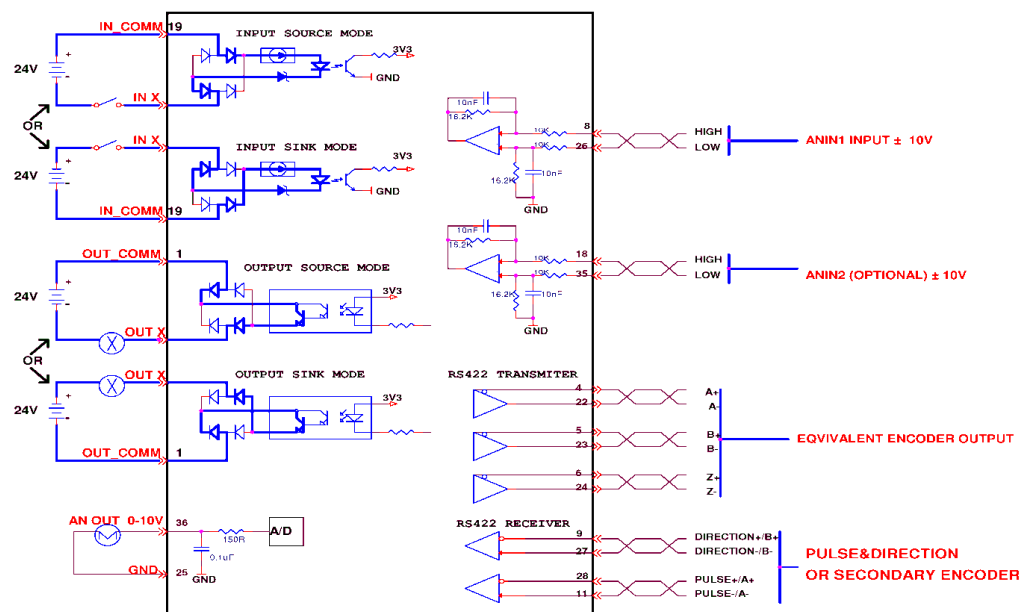 IN_COMM 19
INPUT SOURCE MODE
3V3
+
24V
-
GND
IN X
OR
IN X
INPUT SINK MODE
3V3
+
24V
-
GND
IN_COMM 19
10nF
16.2K
10K 8 HIGH
10K 26 LOW
ANIN1 INPUT ± 10V
16.2K
10nF
GND
OUT_COMM 1
OUTPUT SOURCE MODE
3V3
+
24V
-
OUT X
OR
OUT X
OUTPUT SINK MODE
3V3
+
24V
-
OUT_COMM 1
10nF
16.2K
10K 18 HIGH
10K 35 LOW
ANIN2 (OPTIONAL) ± 10V
16.2K
10nF
GND
RS422 TRANSMITER
4 A+
22 A-
5 B+
23 B-
6 Z+
24 Z-
EQVIVALENT ENCODER OUTPUT
AN OUT 0-10V 36
150R
A/D
0.1uF
GND 25
GND
RS422 RECEIVER
9 DIRECTION+/B+
27 DIRECTION-/B-
28 PULSE+/A+
11 PULSE-/A-
PULSE&DIRECTION
OR SECONDARY ENCODER